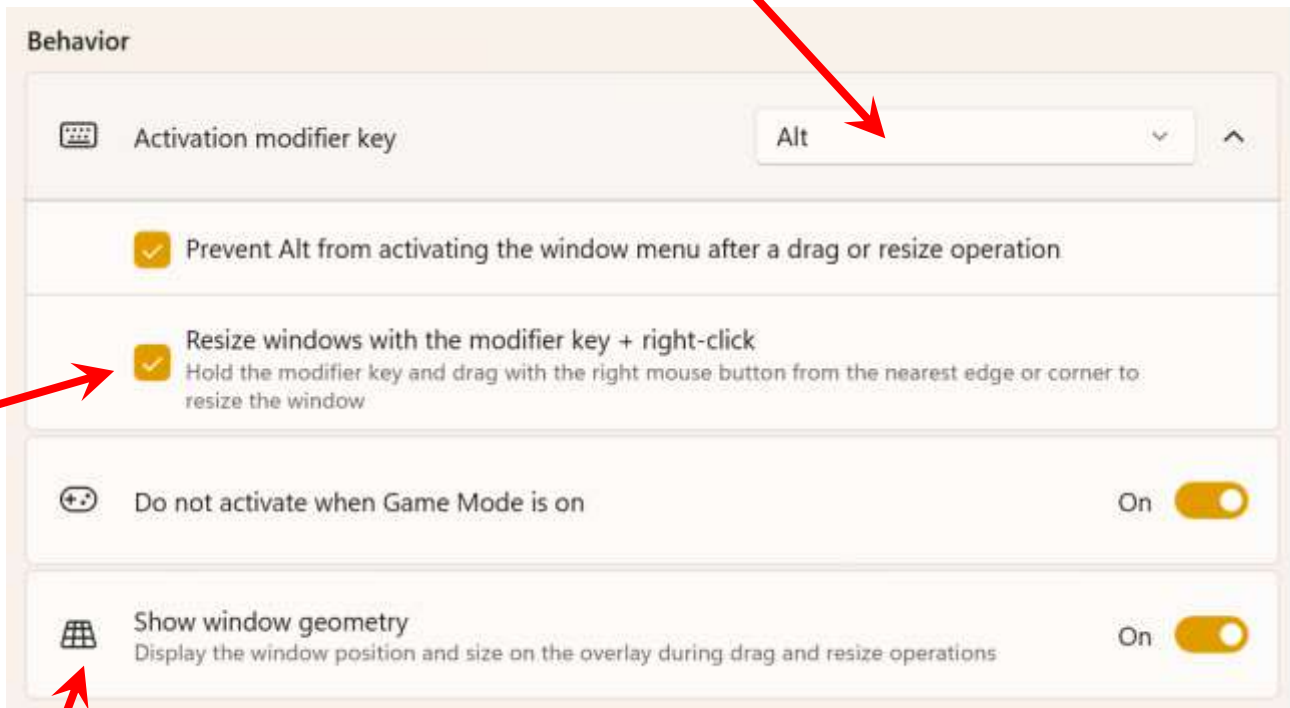 Behavior
Activation modifier key
Alt
Prevent Alt from activating the window menu after a drag or resize operation
Resize windows with the modifier key + right-click
Hold the modifier key and drag with the right mouse button from the nearest edge or corner to
resize the window
Do not activate when Game Mode is on
On
Show window geometry
Display the window position and size on the overlay during drag and resize operations
On